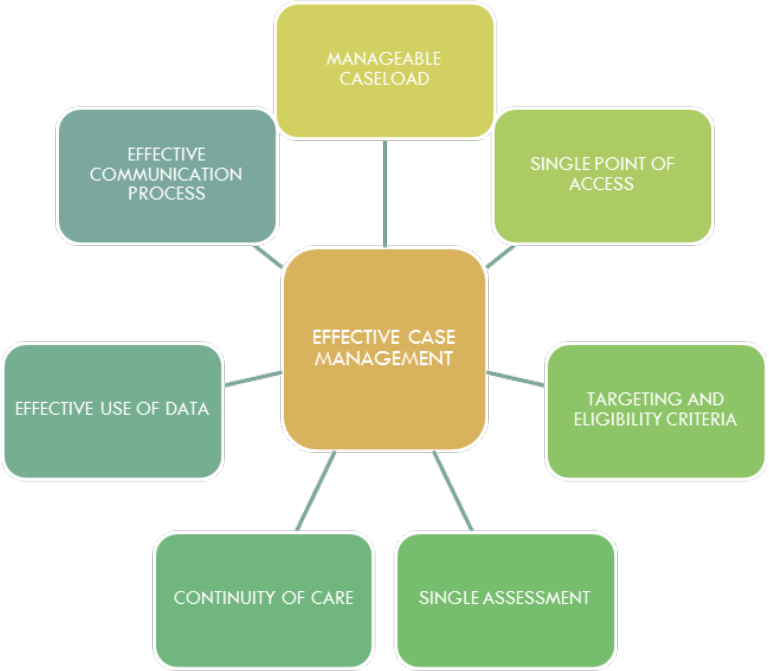 MANAGEABLE
CASELOAD
EFFECTIVE
COMMUNICATION
PROCESS
SINGLE POINT OF
ACCESS
EFFECTIVE CASE
MANAGEMENT
EFFECTIVE USE OF DATA
TARGETING AND
ELIGIBILITY CRITERIA
CONTINUITY OF CARE
SINGLE ASSESSMENT